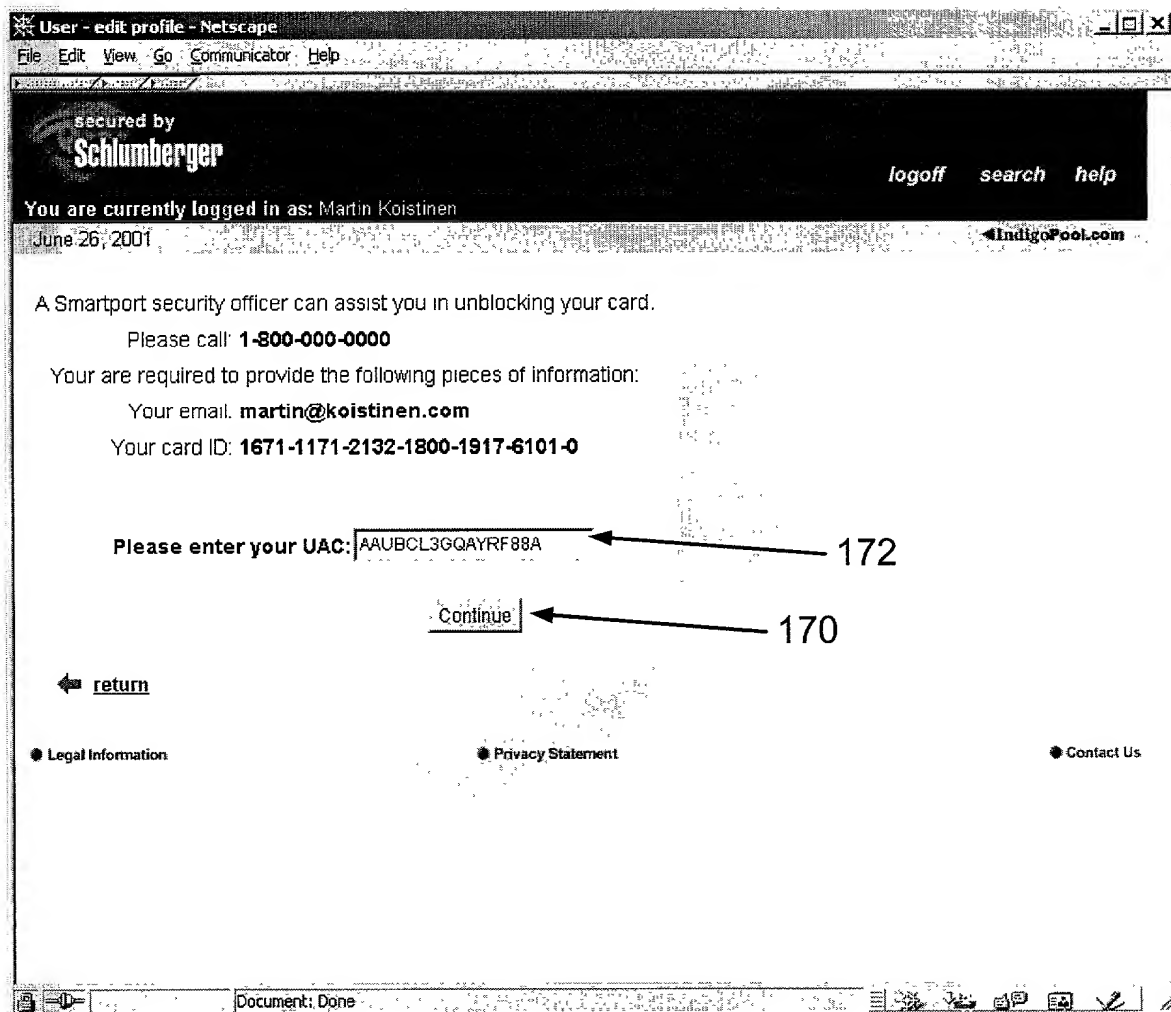 User - edit profile - Netscape
File Edit View Go Communicator Help
secured by
Schlumberger
logoff search help
You are currently logged in as: Martin Koistinen
June 26, 2001
IndigoPool.com
A Smartport security officer can assist you in unblocking your card.
Please call: 1-800-000-0000
Your are required to provide the following pieces of information:
Your email: martin@koistinen.com
Your card ID: 1671-1171-2132-1800-1917-6101-0
Please enter your UAC: AAUBCL3GQAYRF88A
172
Continue
170
return
Legal Information Privacy Statement Contact Us
Document: Done